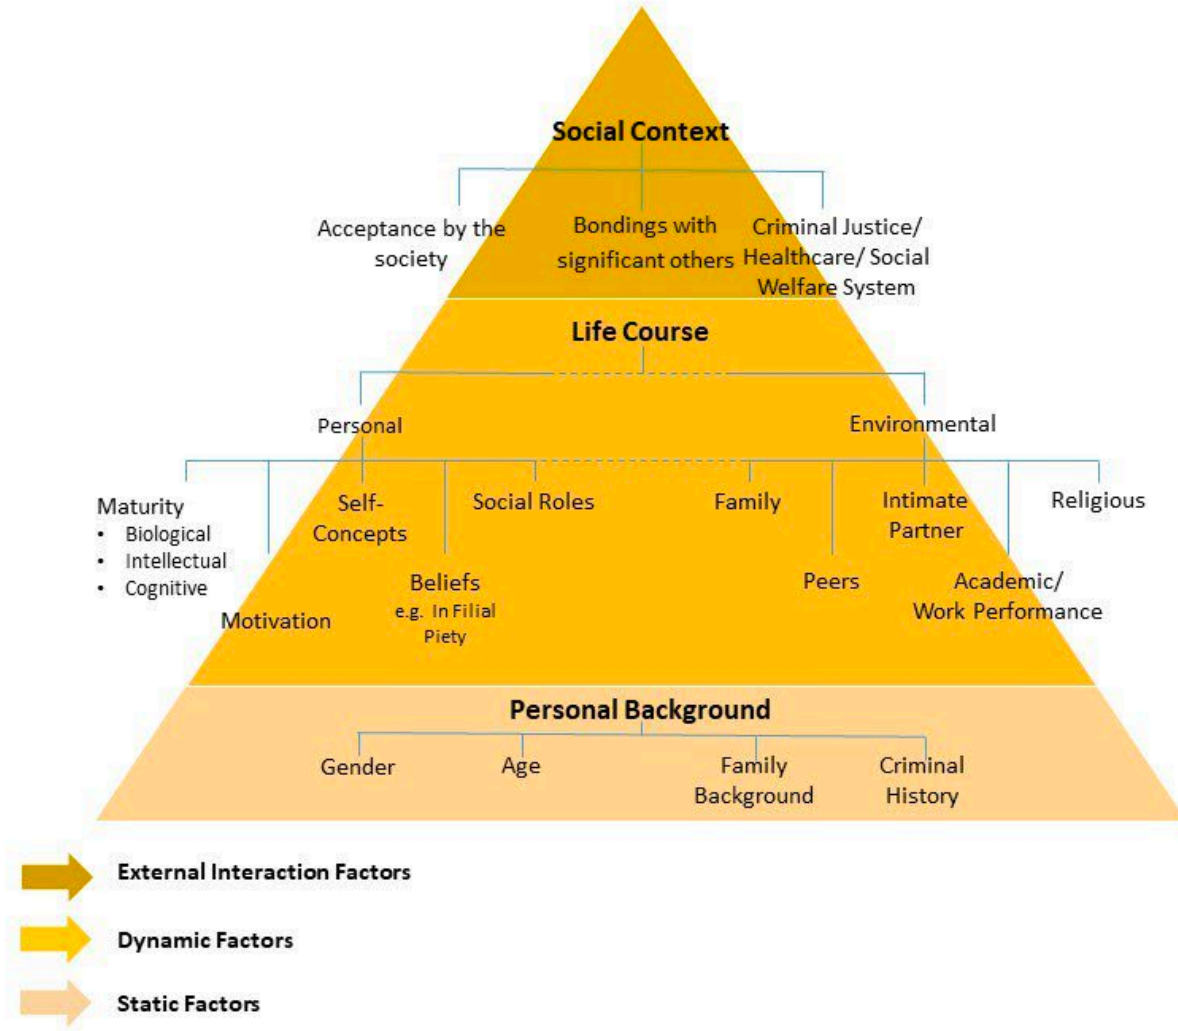 Social Context
Acceptance by the
society
Bondings with
significant others
Criminal Justice/
Healthcare/ Social
Welfare System
Life Course
Personal
Environmental
Maturity
• Biological
• Intellectual
• Cognitive
Motivation
Self-
Concepts
Beliefs
e.g. In Filial
Piety
Social Roles
Family
Peers
Intimate
Partner
Academic/
Work Performance
Religious
Personal Background
Gender
Age
Family
Background
Criminal
History
External Interaction Factors
Dynamic Factors
Static Factors